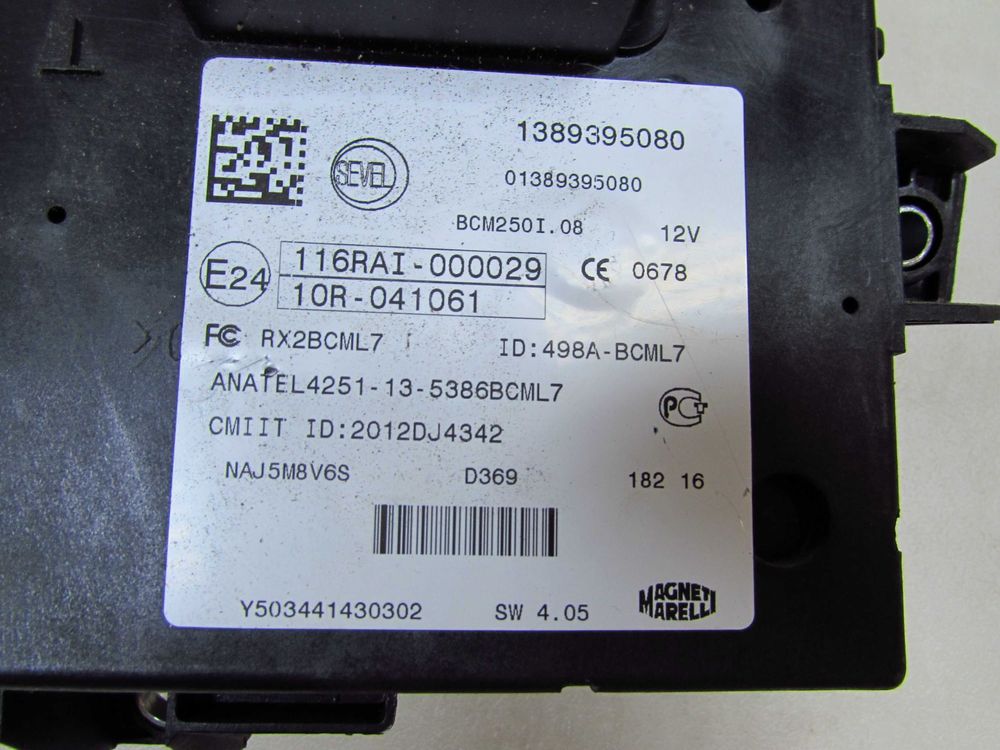 1389395080
SEVEL
01389395080
BCM250I.08 12V
E24 116RAI-000029 CE 0678
10R-041061
FC RX2BCML7 ID:498A-BCML7
ANATEL4251-13-5386BCML7
PCT
CMIIT ID:2012DJ4342
NAJ5M8V6S D369 182 16
Y503441430302 SW 4.05 MAGNETI MARELLI